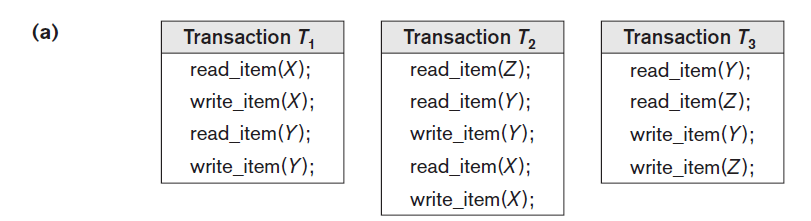 (a)
Transaction T1 Transaction T2 Transaction T3
read_item(X); read_item(Z); read_item(Y);
write_item(X); read_item(Y); read_item(Z);
read_item(Y); write_item(Y); write_item(Y);
write_item(Y); read_item(X); write_item(Z);
write_item(X);